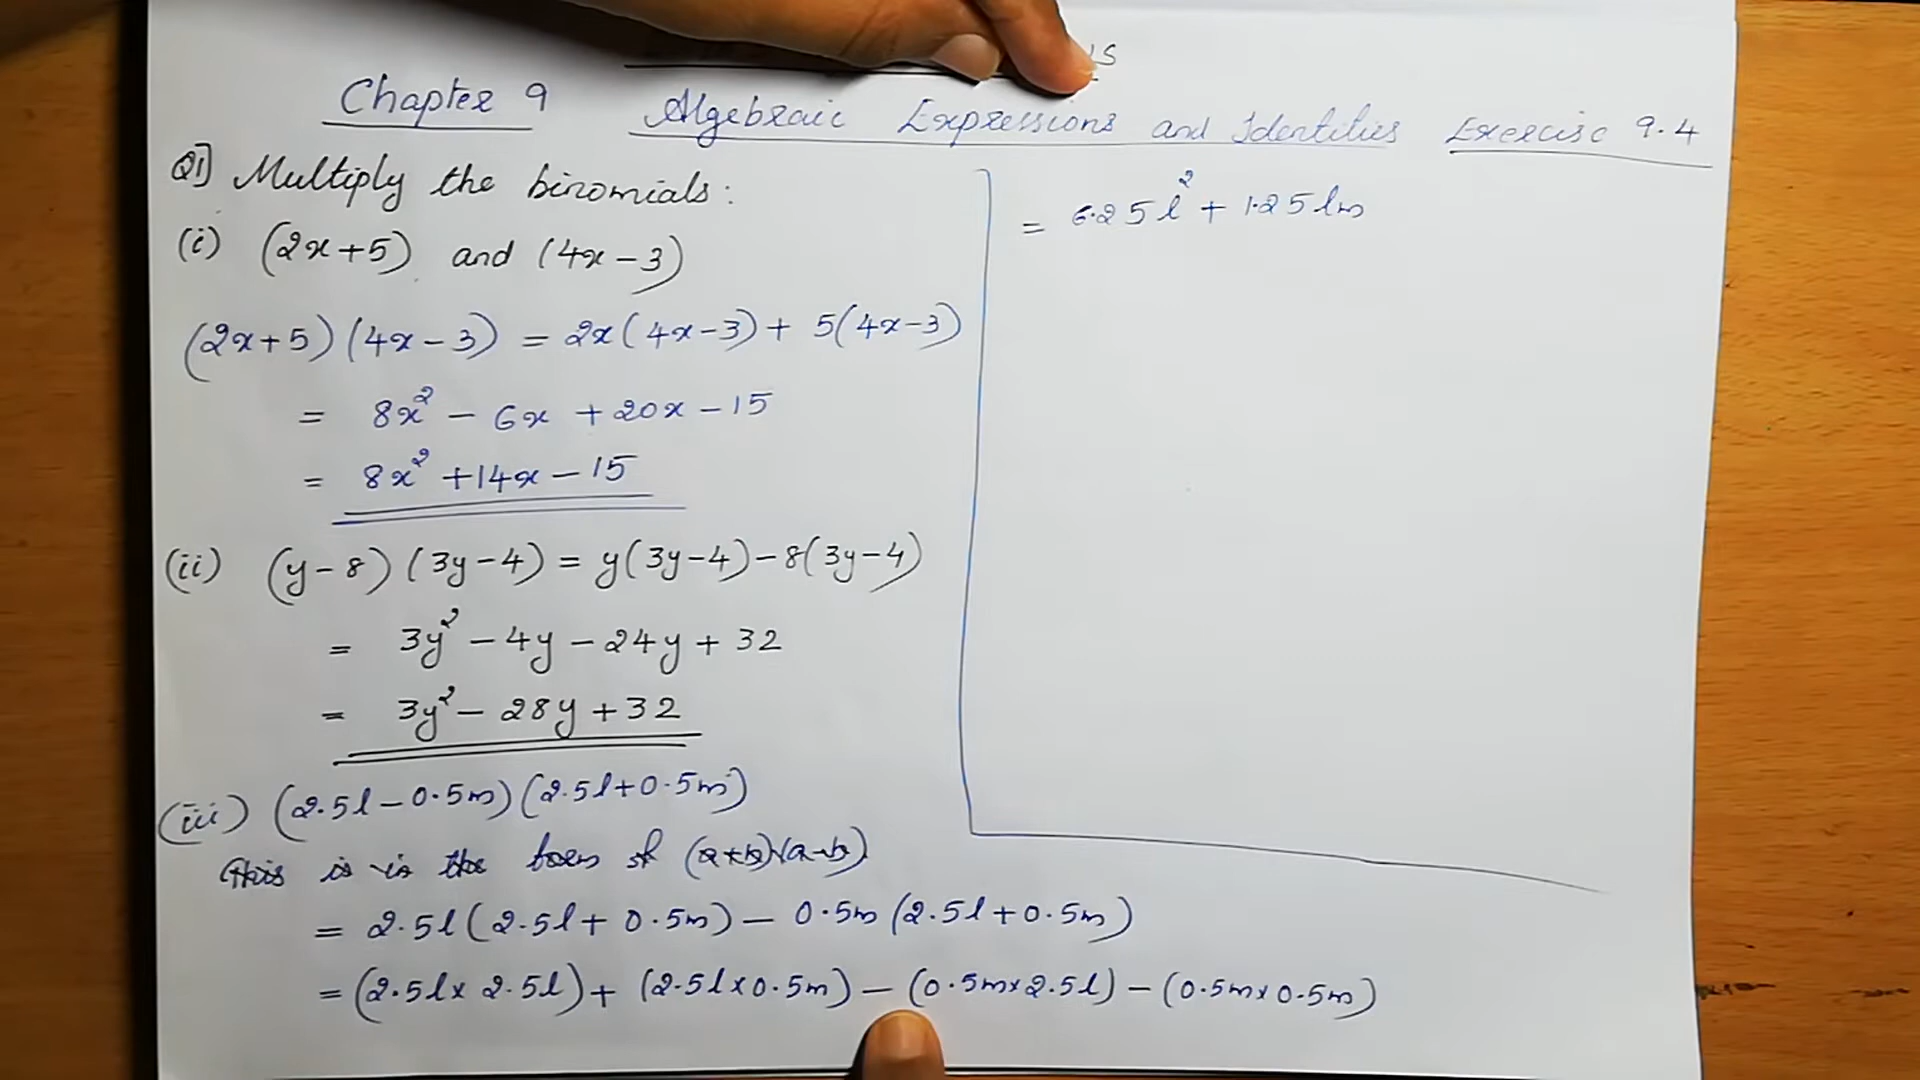 Chapter 9 Algebraic Expressions and Identities Exercise 9.4
Q1] Multiply the binomials:
(i) (2x+5) and (4x-3)
(2x+5)(4x-3) = 2x(4x-3)+ 5(4x-3)
= 8x² - 6x + 20x - 15
= 8x² +14x - 15
(ii) (y-8)(3y-4) = y(3y-4)-8(3y-4)
= 3y² - 4y - 24y + 32
= 3y² - 28y + 32
(iii) (2.5l-0.5m)(2.5l+0.5m)
This is in the form of (a+b)(a-b)
= 2.5l(2.5l+ 0.5m) - 0.5m(2.5l+0.5m)
= (2.5l× 2.5l)+ (2.5l×0.5m) - (0.5m×2.5l) - (0.5m×0.5m)
= 6.25l² + 1.25lm